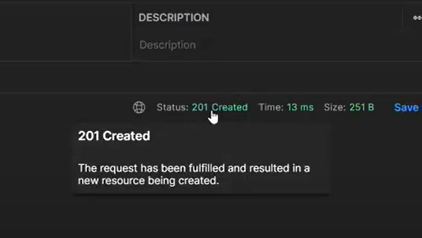 DESCRIPTION
Description
Status: 201 Created Time: 13 ms Size: 251 B Save
201 Created
The request has been fulfilled and resulted in a
new resource being created.